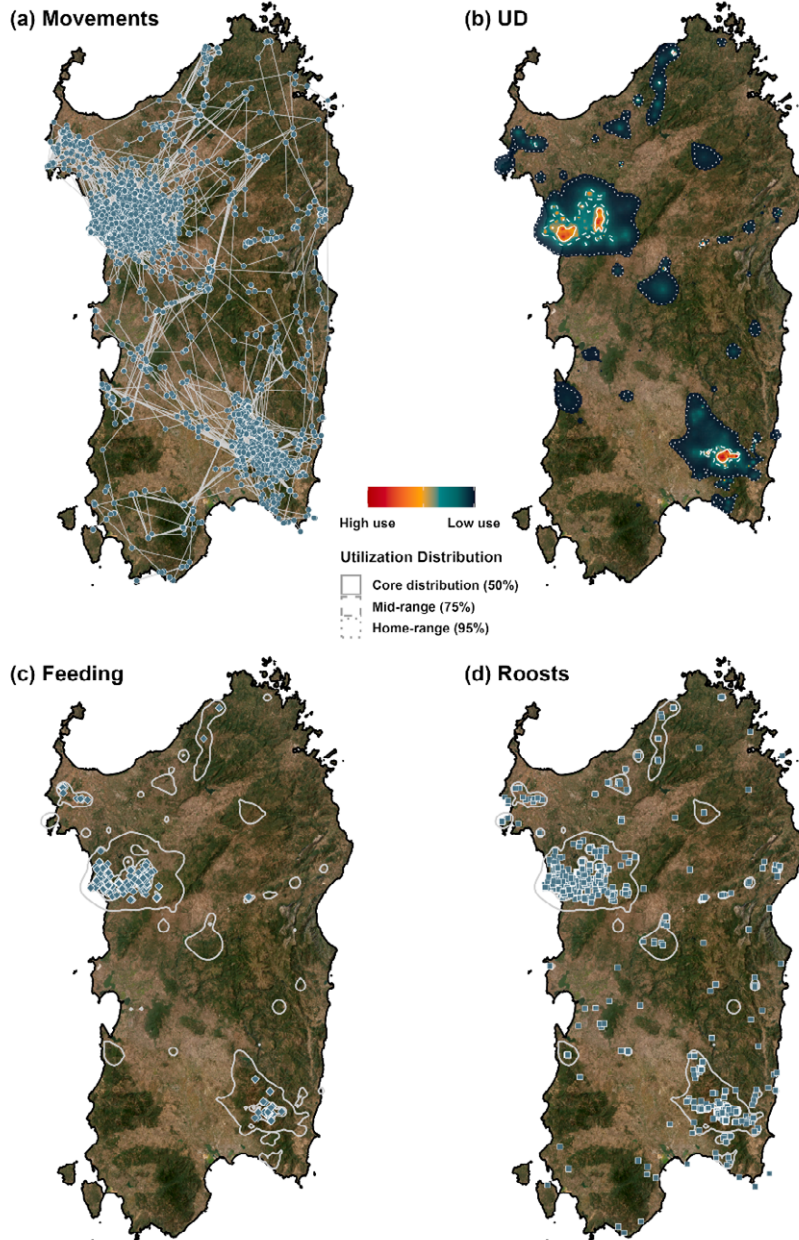 (a) Movements
(b) UD
High use
Low use
Utilization Distribution
Core distribution (50%)
Mid-range (75%)
Home-range (95%)
(c) Feeding
(d) Roosts